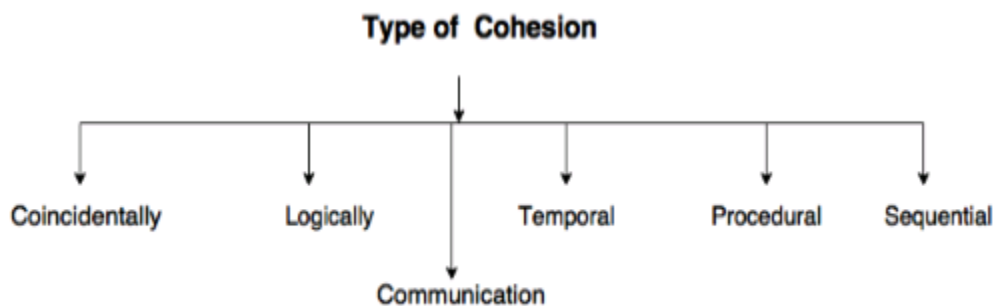 Type of Cohesion
Coincidentally Logically Temporal Procedural Sequential
Communication